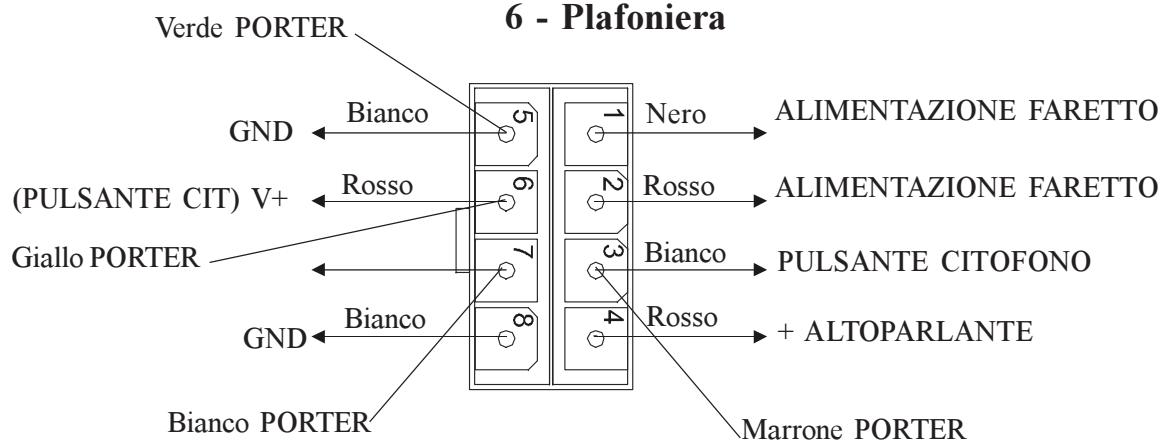 6 - Plafoniera
Verde PORTER
GND
Bianco
5
1
Nero
ALIMENTAZIONE FARETTO
(PULSANTE CIT) V+
Rosso
6
2
Rosso
ALIMENTAZIONE FARETTO
Giallo PORTER
7
3
Bianco
PULSANTE CITOFONO
GND
Bianco
8
4
Rosso
+ ALTOPARLANTE
Bianco PORTER
Marrone PORTER